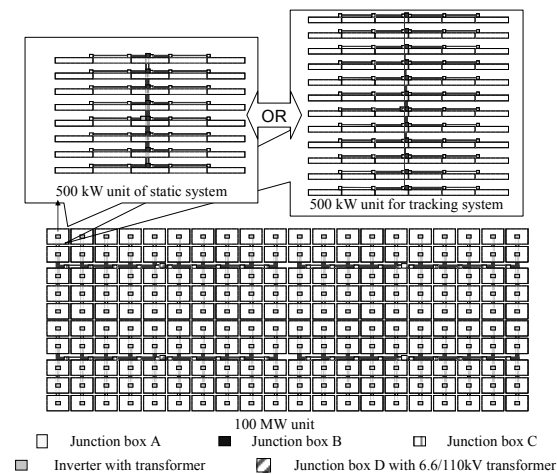 OR
500 kW unit of static system
500 kW unit for tracking system
100 MW unit
Junction box A
Junction box B
Junction box C
Inverter with transformer
Junction box D with 6.6/110kV transformer